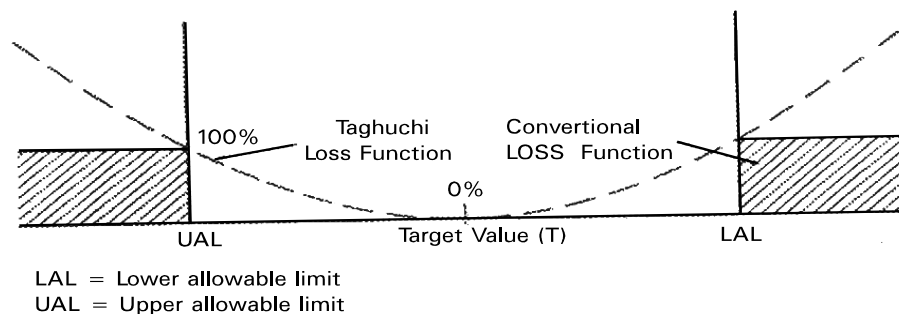 100%
Taghuchi
Loss Function
Convertional
LOSS Function
0%
UAL
Target Value (T)
LAL
LAL = Lower allowable limit
UAL = Upper allowable limit